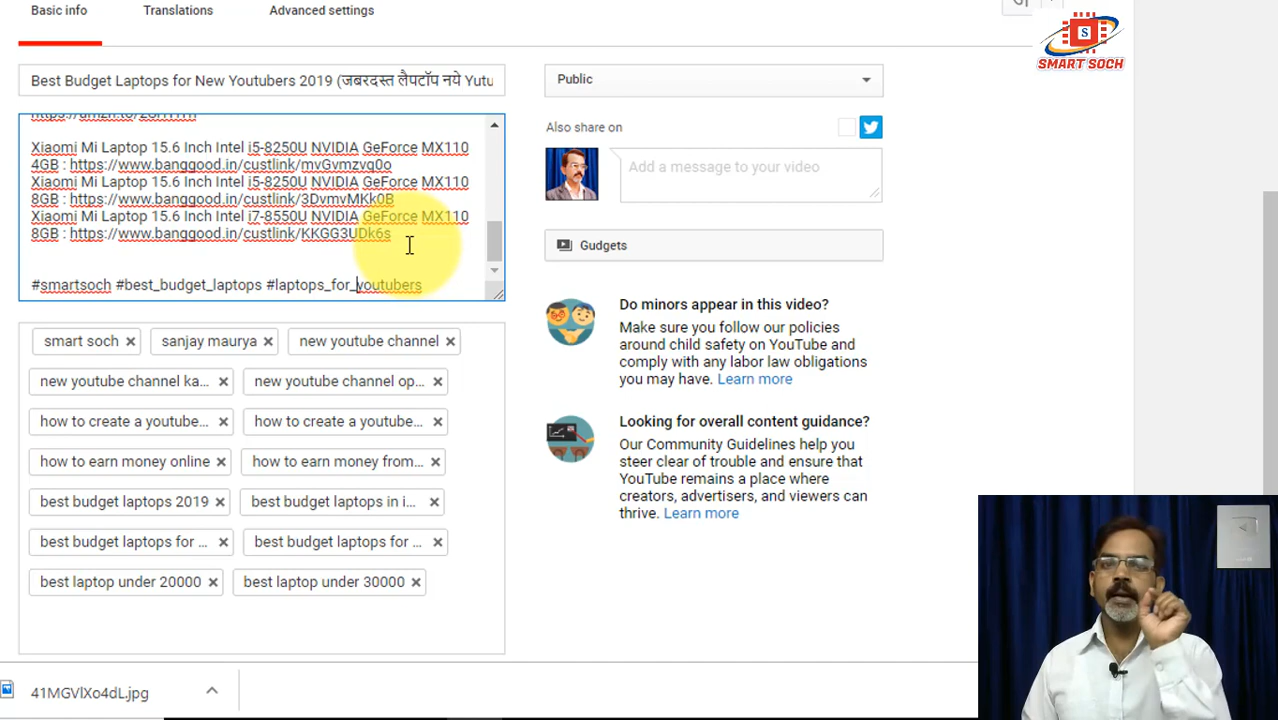 Basic info
Translations
Advanced settings
S
SMART SOCH
Best Budget Laptops for New Youtubers 2019 (जबरदस्त लैपटॉप नये Yutu
Public
Also share on
Add a message to your video
Xiaomi Mi Laptop 15.6 Inch Intel i5-8250U NVIDIA GeForce MX110
4GB : https://www.banggood.in/custlink/mvGvmzvq0o
Xiaomi Mi Laptop 15.6 Inch Intel i5-8250U NVIDIA GeForce MX110
8GB : https://www.banggood.in/custlink/3DvmvMKk0B
Xiaomi Mi Laptop 15.6 Inch Intel i7-8550U NVIDIA GeForce MX110
8GB : https://www.banggood.in/custlink/KKGG3UDk6s
#smartsoch #best_budget_laptops #laptops_for_youtubers
Gudgets
Do minors appear in this video?
Make sure you follow our policies
around child safety on YouTube and
comply with any labor law obligations
you may have. Learn more
Looking for overall content guidance?
Our Community Guidelines help you
steer clear of trouble and ensure that
YouTube remains a place where
creators, advertisers, and viewers can
thrive. Learn more
smart soch
sanjay maurya
new youtube channel
new youtube channel ka...
new youtube channel op...
how to create a youtube...
how to create a youtube...
how to earn money online
how to earn money from...
best budget laptops 2019
best budget laptops in i...
best budget laptops for ...
best budget laptops for ...
best laptop under 20000
best laptop under 30000
41MGVlXo4dL.jpg